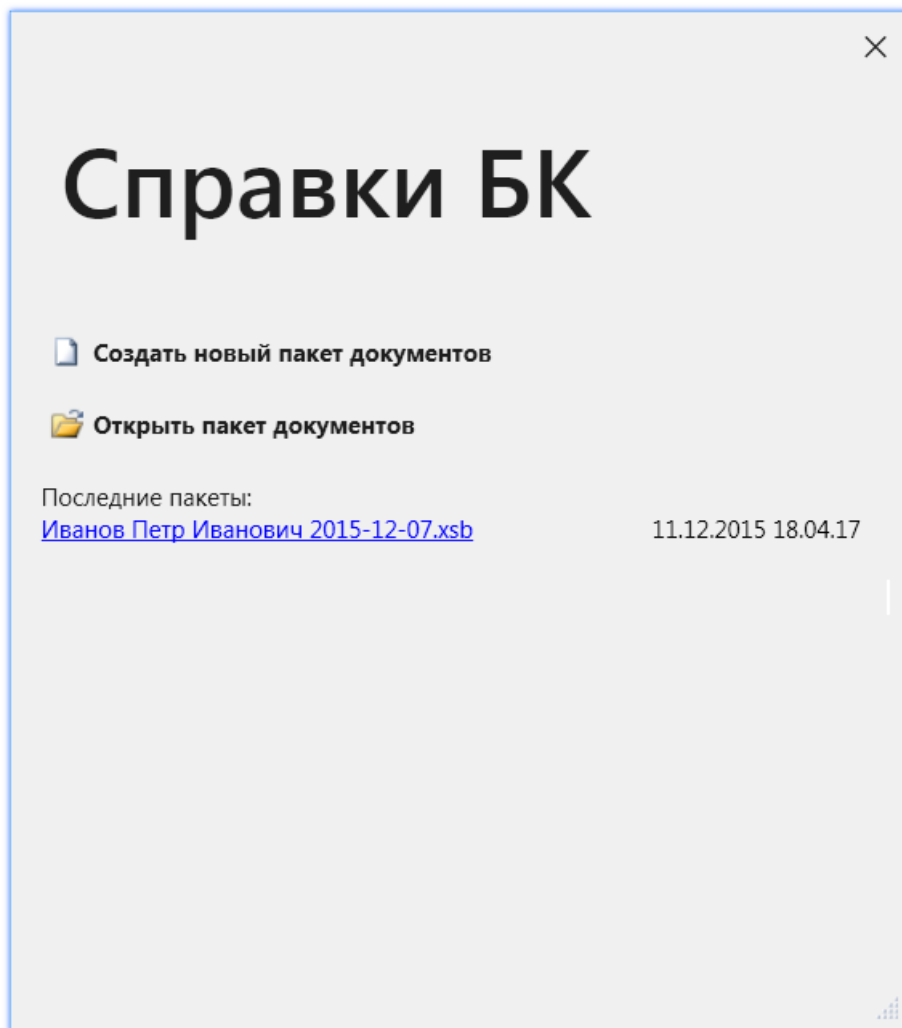 Справки БК
Создать новый пакет документов
Открыть пакет документов
Последние пакеты:
Иванов Петр Иванович 2015-12-07.xsb 11.12.2015 18.04.17